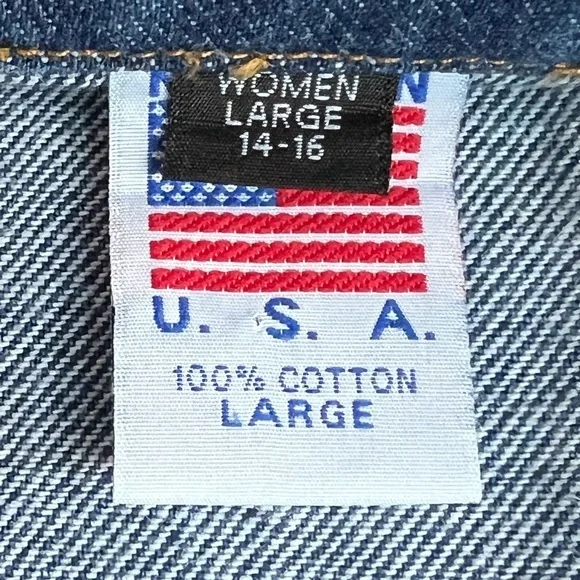 WOMEN
LARGE
14-16
U. S. A.
100% COTTON
LARGE